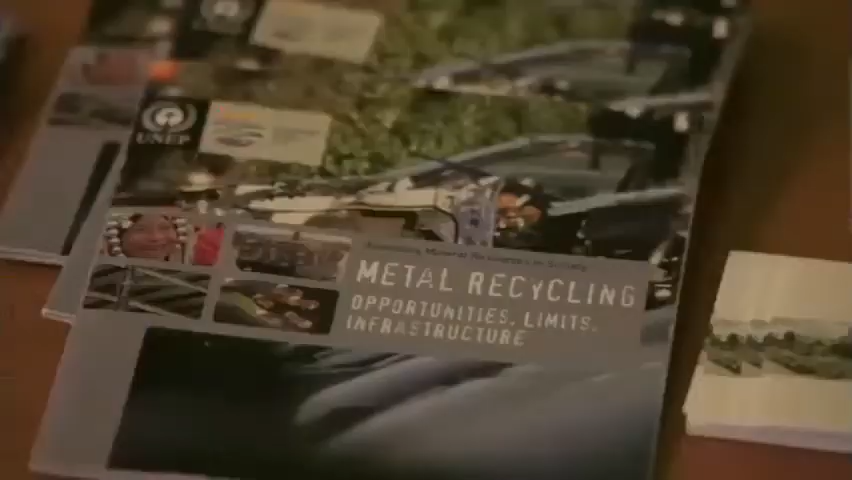 UNEP
METAL RECYCLING
OPPORTUNITIES, LIMITS,
INFRASTRUCTURE